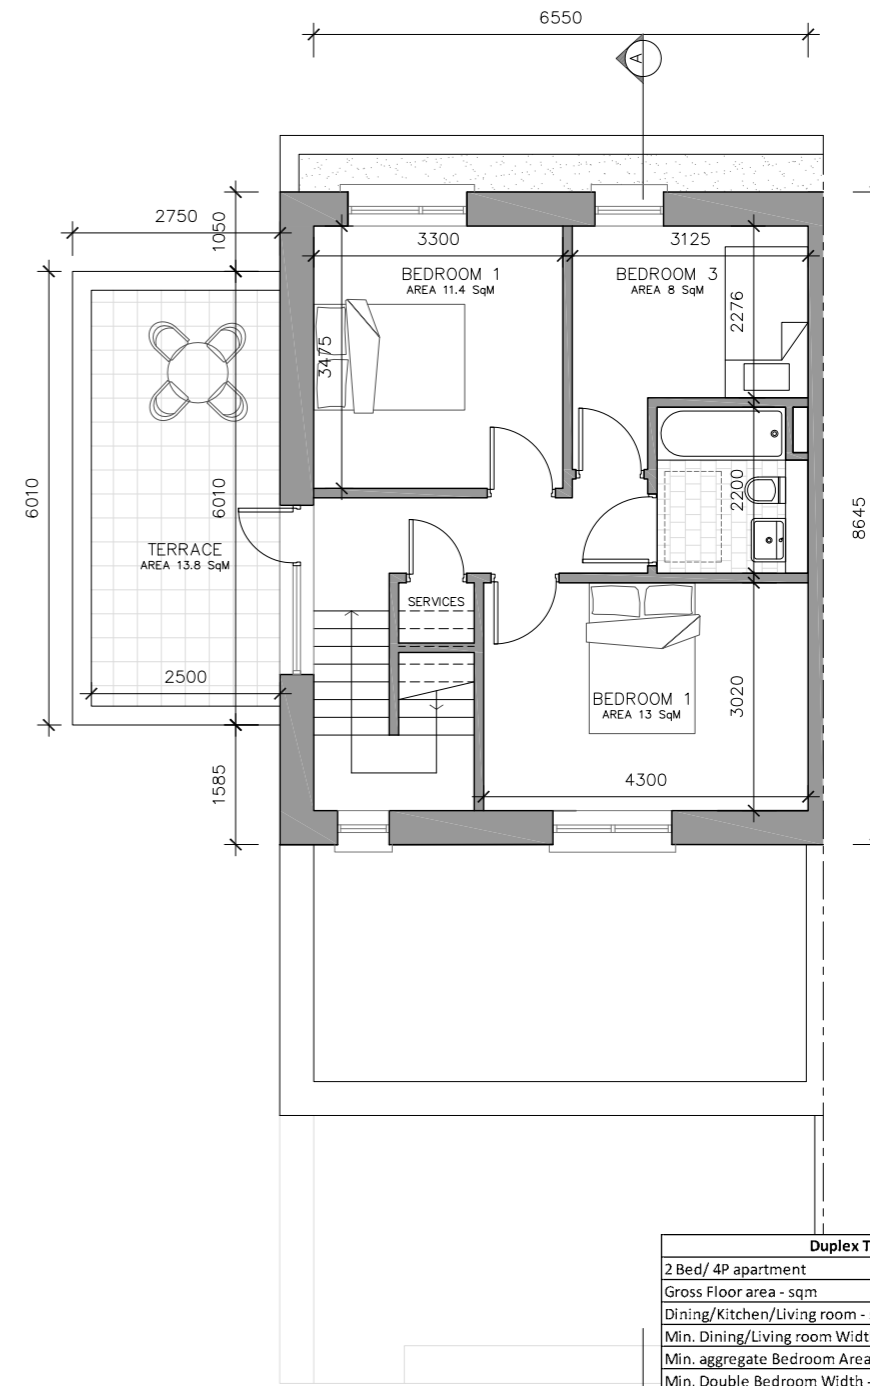 6550
A
2750
1050
3300
3125
BEDROOM 1
AREA 11.4 SqM
BEDROOM 3
AREA 8 SqM
2276
3475
6010
6010
2200
8645
TERRACE
AREA 13.8 SqM
SERVICES
2500
BEDROOM 1
AREA 13 SqM
3020
4300
1585
Duplex T
2 Bed/ 4P apartment
Gross Floor area - sqm
Dining/Kitchen/Living room -
Min. Dining/Living room Widt
Min. aggregate Bedroom Area
Min. Double Bedroom Width -